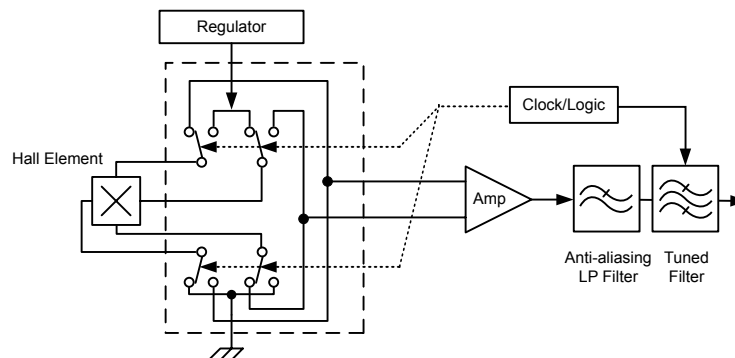 Regulator
Clock/Logic
Hall Element
Amp
Anti-aliasing
LP Filter
Tuned
Filter